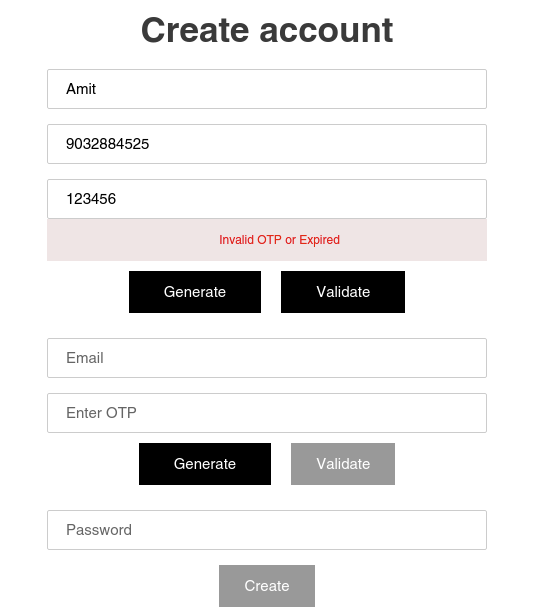 Create account
Amit
9032884525
123456
Invalid OTP or Expired
Generate Validate
Email
Enter OTP
Generate Validate
Password
Create